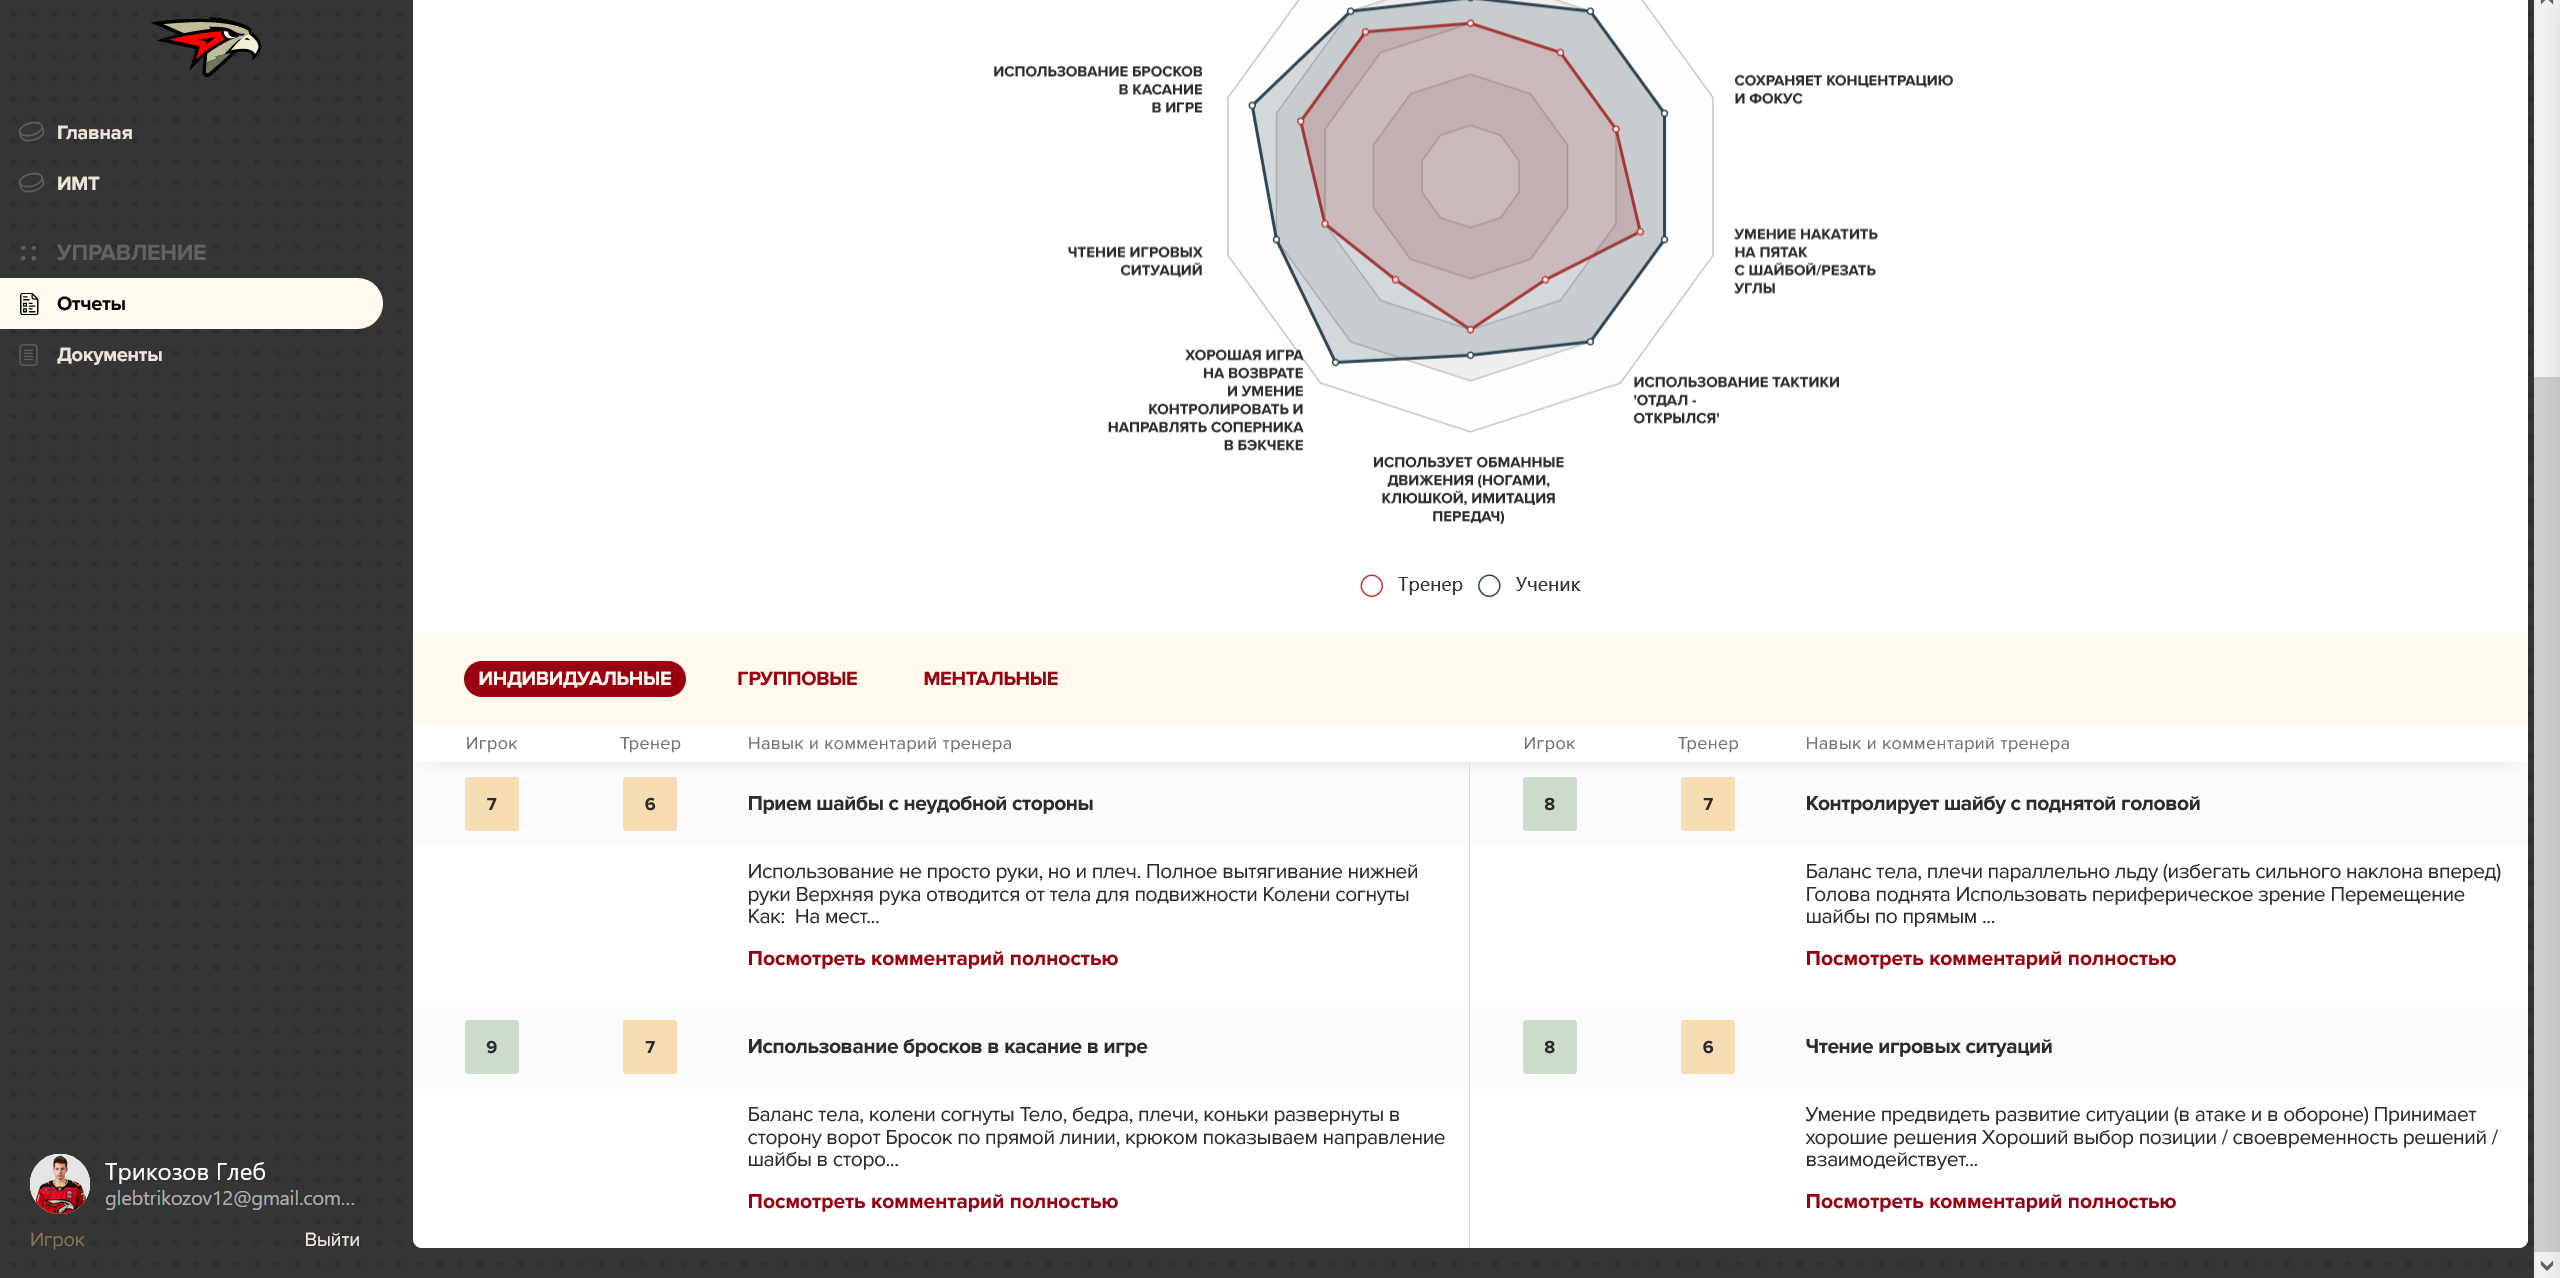 Главная
ИМТ
УПРАВЛЕНИЕ
Отчеты
Документы
Трикозов Глеб
glebtrikozov12@gmail.com...
Игрок
Выйти
ИСПОЛЬЗОВАНИЕ БРОСКОВ
В КАСАНИЕ
В ИГРЕ
СОХРАНЯЕТ КОНЦЕНТРАЦИЮ
И ФОКУС
ЧТЕНИЕ ИГРОВЫХ
СИТУАЦИЙ
УМЕНИЕ НАКАТИТЬ
НА ПЯТАК
С ШАЙБОЙ/РЕЗАТЬ
УГЛЫ
ХОРОШАЯ ИГРА
НА ВОЗВРАТЕ
И УМЕНИЕ
КОНТРОЛИРОВАТЬ И
НАПРАВЛЯТЬ СОПЕРНИКА
В БЭКЧЕКЕ
ИСПОЛЬЗОВАНИЕ ТАКТИКИ
'ОТДАЛ -
ОТКРЫЛСЯ'
ИСПОЛЬЗУЕТ ОБМАННЫЕ
ДВИЖЕНИЯ (НОГАМИ,
КЛЮШКОЙ, ИМИТАЦИЯ
ПЕРЕДАЧ)
Тренер Ученик
ИНДИВИДУАЛЬНЫЕ ГРУППОВЫЕ МЕНТАЛЬНЫЕ
Игрок Тренер Навык и комментарий тренера
7 6 Прием шайбы с неудобной стороны
Использование не просто руки, но и плеч. Полное вытягивание нижней
руки Верхняя рука отводится от тела для подвижности Колени согнуты
Как: На мест...
Посмотреть комментарий полностью
9 7 Использование бросков в касание в игре
Баланс тела, колени согнуты Тело, бедра, плечи, коньки развернуты в
сторону ворот Бросок по прямой линии, крюком показываем направление
шайбы в сторо...
Посмотреть комментарий полностью
Игрок Тренер Навык и комментарий тренера
8 7 Контролирует шайбу с поднятой головой
Баланс тела, плечи параллельно льду (избегать сильного наклона вперед)
Голова поднята Использовать периферическое зрение Перемещение
шайбы по прямым ...
Посмотреть комментарий полностью
8 6 Чтение игровых ситуаций
Умение предвидеть развитие ситуации (в атаке и в обороне) Принимает
хорошие решения Хороший выбор позиции / своевременность решений /
взаимодействует...
Посмотреть комментарий полностью